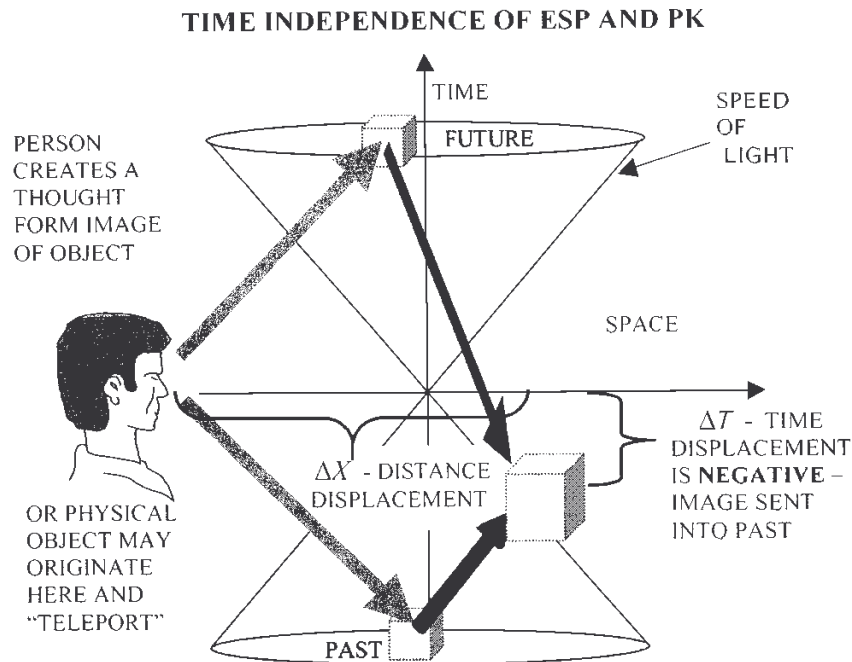 TIME INDEPENDENCE OF ESP AND PK
TIME
SPEED
OF
LIGHT
FUTURE
PERSON
CREATES A
THOUGHT
FORM IMAGE
OF OBJECT
SPACE
ΔX - DISTANCE
DISPLACEMENT
ΔT - TIME
DISPLACEMENT
IS NEGATIVE –
IMAGE SENT
INTO PAST
OR PHYSICAL
OBJECT MAY
ORIGINATE
HERE AND
“TELEPORT”
PAST